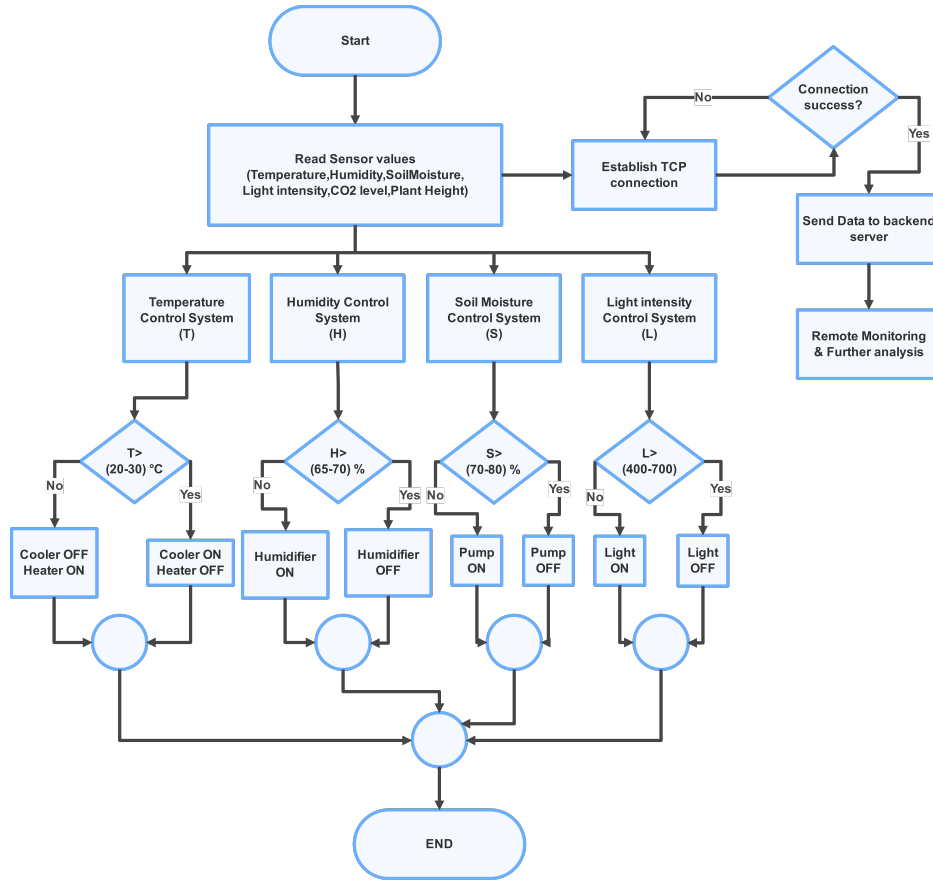 Start
Connection
success?
No
Yes
Read Sensor values
(Temperature,Humidity,SoilMoisture,
Light intensity,CO2 level,Plant Height)
Establish TCP
connection
Send Data to backend
server
Remote Monitoring
& Further analysis
Temperature
Control System
(T)
Humidity Control
System
(H)
Soil Moisture
Control System
(S)
Light intensity
Control System
(L)
T>
(20-30) ºC
H>
(65-70) %
S>
(70-80) %
L>
(400-700)
No
Yes
No
Yes
No
Yes
No
Yes
Cooler OFF
Heater ON
Cooler ON
Heater OFF
Humidifier
ON
Humidifier
OFF
Pump
ON
Pump
OFF
Light
ON
Light
OFF
END